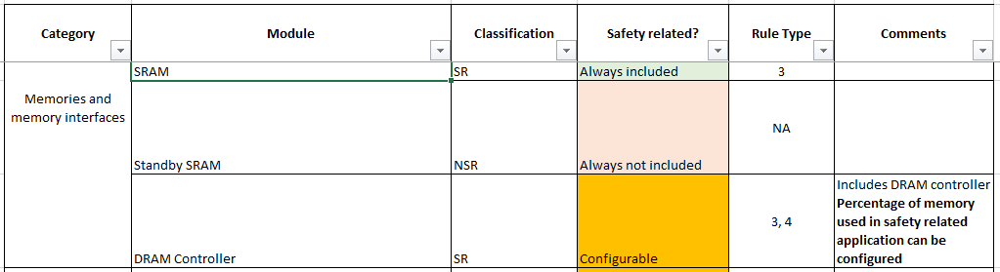 Category Module Classification Safety related? Rule Type Comments
SRAM SR Always included 3
Memories and
memory interfaces
NA
Standby SRAM NSR Always not included
Includes DRAM controller
Percentage of memory
used in safety related
application can be
configured
3, 4
DRAM Controller SR Configurable